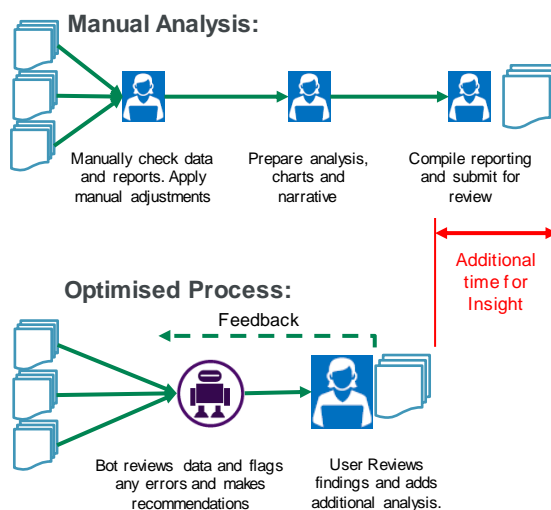 Manual Analysis:
Manually check data
and reports. Apply
manual adjustments
Prepare analysis,
charts and
narrative
Compile reporting
and submit for
review
Additional
time for
Insight
Optimised Process:
Feedback
Bot reviews data and flags
any errors and makes
recommendations
User Reviews
findings and adds
additional analysis.